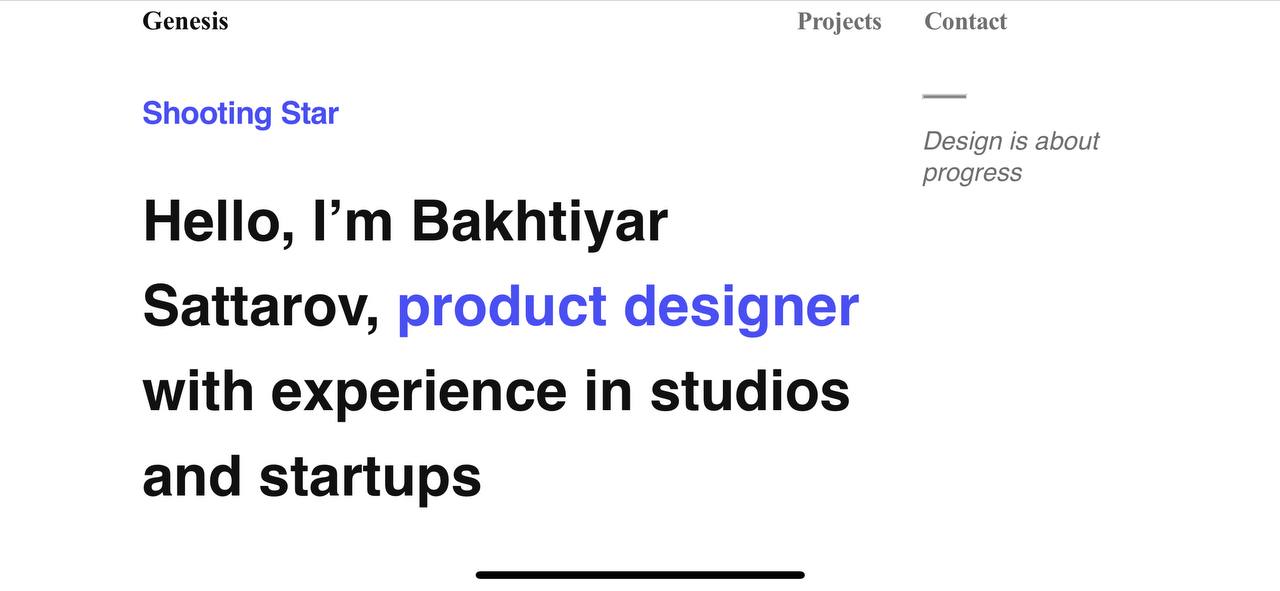 Genesis
Projects
Contact
Shooting Star
Design is about
progress
Hello, I’m Bakhtiyar
Sattarov, product designer
with experience in studios
and startups